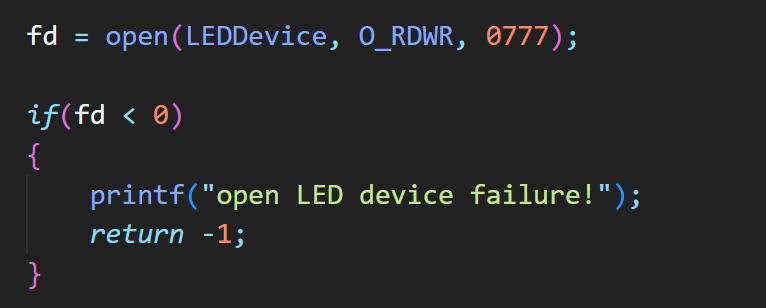 fd = open(LEDDevice, O_RDWR, 0777);
if(fd < 0)
{
printf("open LED device failure!");
return -1;
}